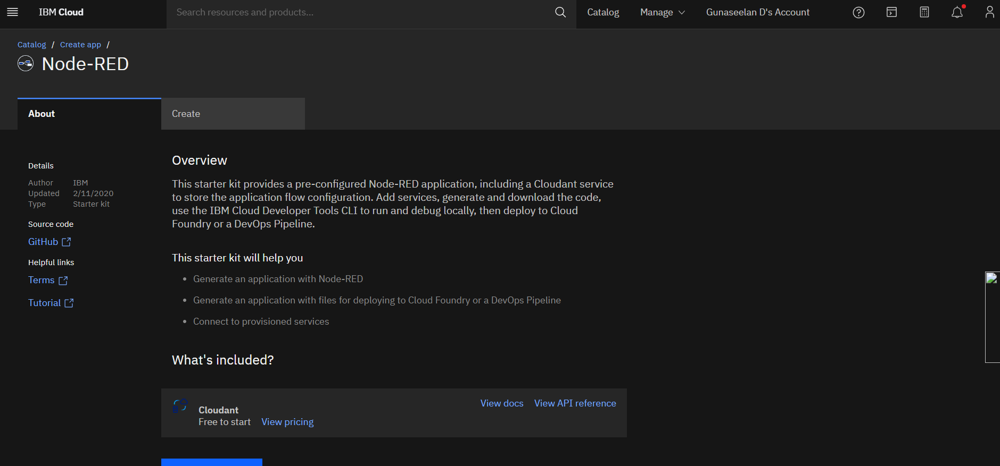 IBM Cloud
Search resources and products...
Catalog
Manage
Gunaseelan D's Account
Catalog / Create app /
Node-RED
About
Create
Details
Author IBM
Updated 2/11/2020
Type Starter kit
Source code
GitHub
Helpful links
Terms
Tutorial
Overview
This starter kit provides a pre-configured Node-RED application, including a Cloudant service
to store the application flow configuration. Add services, generate and download the code,
use the IBM Cloud Developer Tools CLI to run and debug locally, then deploy to Cloud
Foundry or a DevOps Pipeline.
This starter kit will help you
• Generate an application with Node-RED
• Generate an application with files for deploying to Cloud Foundry or a DevOps Pipeline
• Connect to provisioned services
What's included?
Cloudant
Free to start View pricing
View docs View API reference